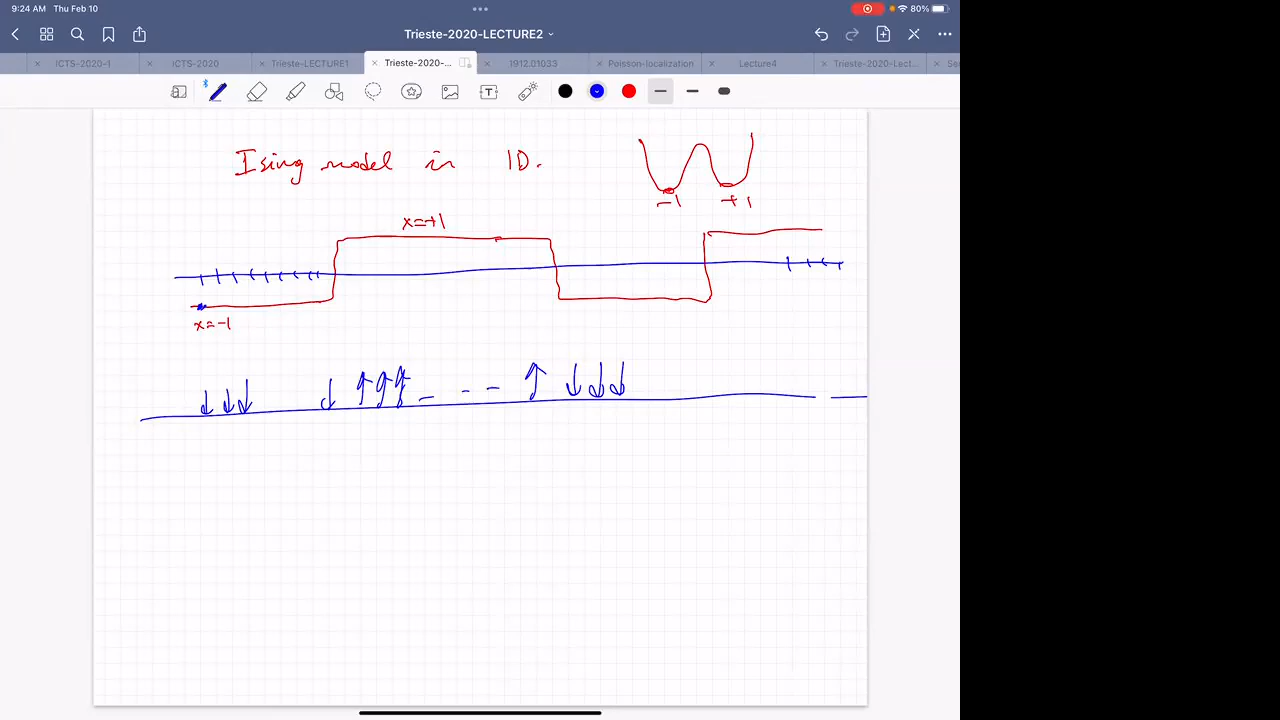 9:24 AM Thu Feb 10
80%
Trieste-2020-LECTURE2
ICTS-2020-1
ICTS-2020
Trieste-LECTURE1
Trieste-2020-...
1912.01033
Poisson-localization
Lecture4
Trieste-2020-Lect...
Se
T
Ising model in 1D.
-1 +1
x=+1
x=-1